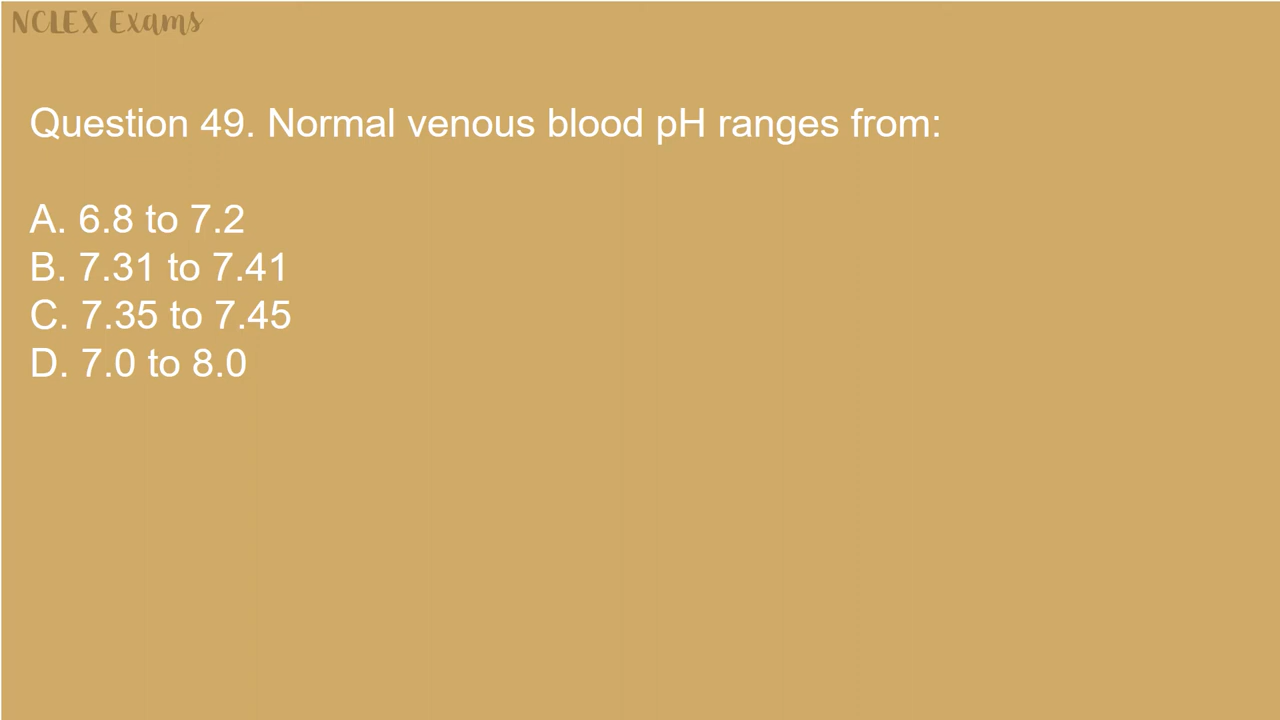 NCLEX Exams
Question 49. Normal venous blood pH ranges from:
A. 6.8 to 7.2
B. 7.31 to 7.41
C. 7.35 to 7.45
D. 7.0 to 8.0